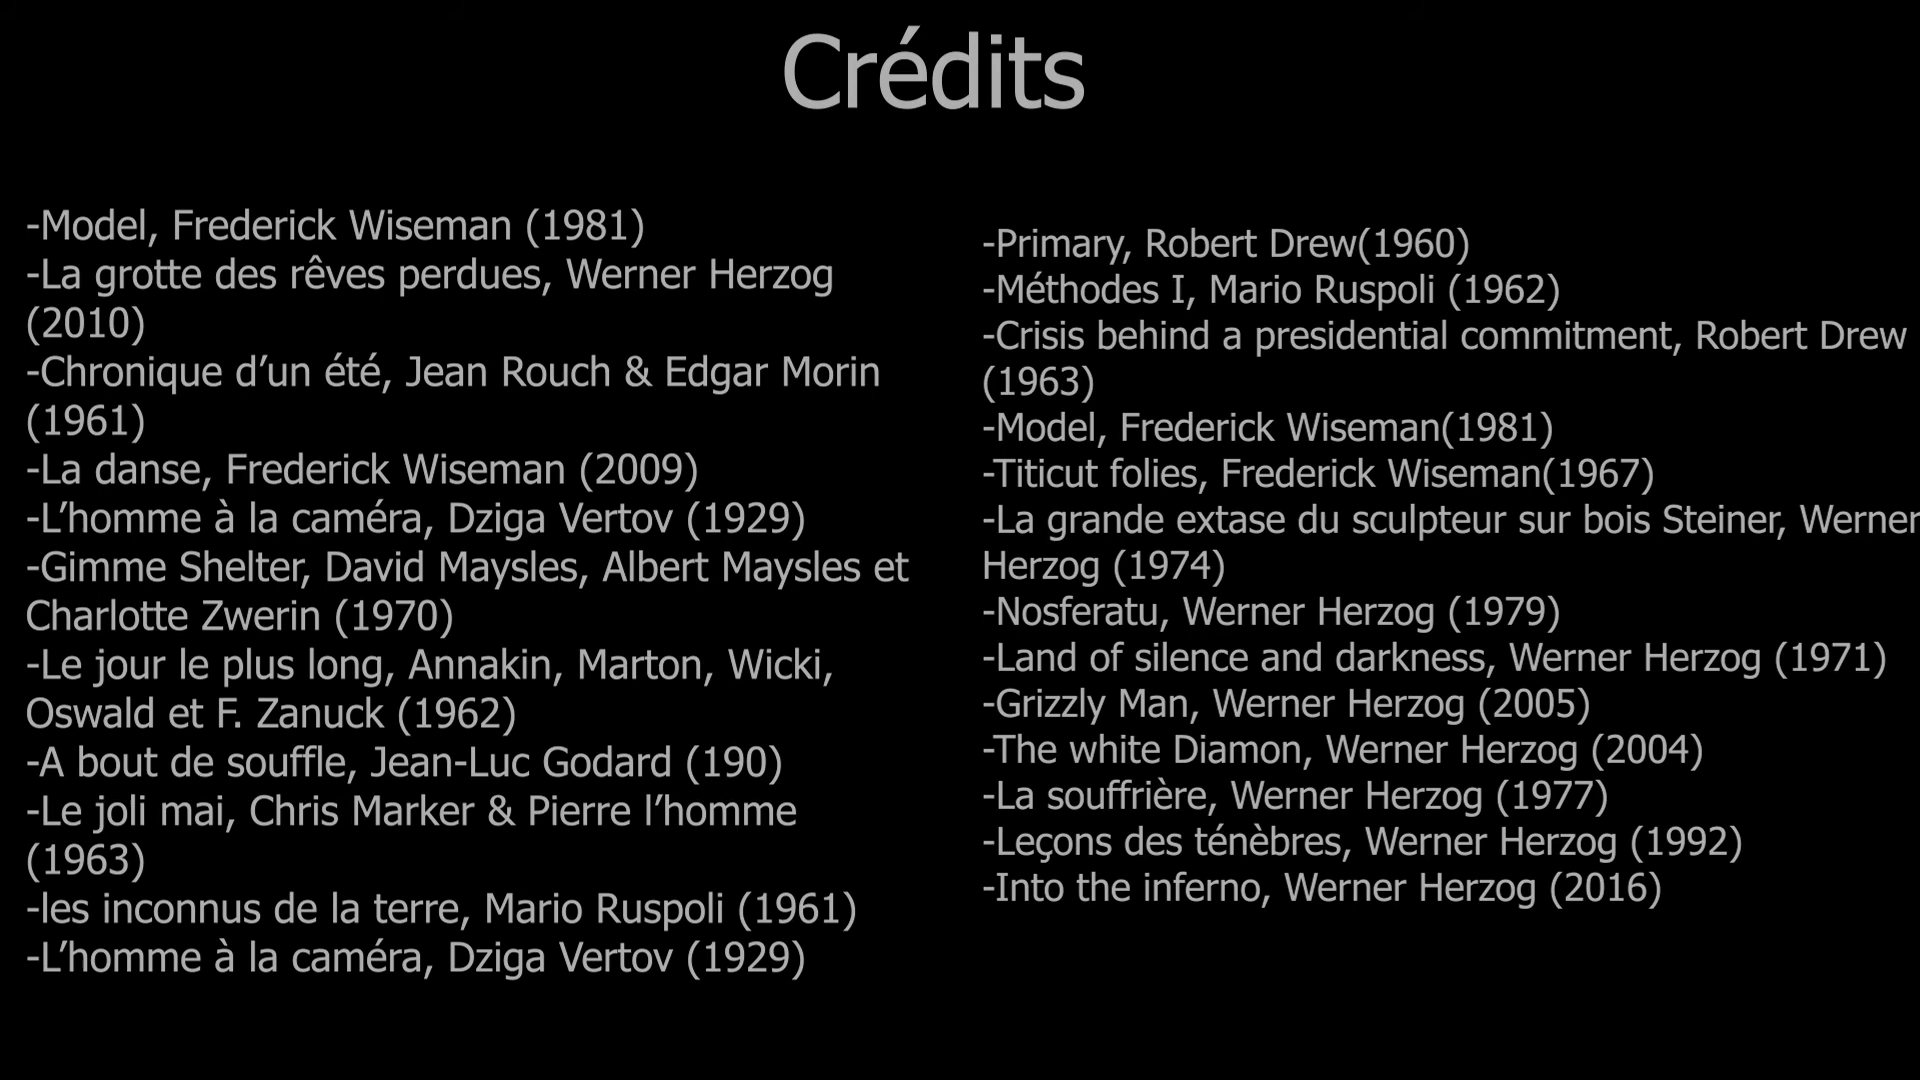 Crédits
-Model, Frederick Wiseman (1981)
-La grotte des rêves perdues, Werner Herzog
(2010)
-Chronique d’un été, Jean Rouch & Edgar Morin
(1961)
-La danse, Frederick Wiseman (2009)
-L’homme à la caméra, Dziga Vertov (1929)
-Gimme Shelter, David Maysles, Albert Maysles et
Charlotte Zwerin (1970)
-Le jour le plus long, Annakin, Marton, Wicki,
Oswald et F. Zanuck (1962)
-A bout de souffle, Jean-Luc Godard (190)
-Le joli mai, Chris Marker & Pierre l’homme
(1963)
-les inconnus de la terre, Mario Ruspoli (1961)
-L’homme à la caméra, Dziga Vertov (1929)
-Primary, Robert Drew(1960)
-Méthodes I, Mario Ruspoli (1962)
-Crisis behind a presidential commitment, Robert Drew
(1963)
-Model, Frederick Wiseman(1981)
-Titicut folies, Frederick Wiseman(1967)
-La grande extase du sculpteur sur bois Steiner, Werner
Herzog (1974)
-Nosferatu, Werner Herzog (1979)
-Land of silence and darkness, Werner Herzog (1971)
-Grizzly Man, Werner Herzog (2005)
-The white Diamon, Werner Herzog (2004)
-La souffrière, Werner Herzog (1977)
-Leçons des ténèbres, Werner Herzog (1992)
-Into the inferno, Werner Herzog (2016)